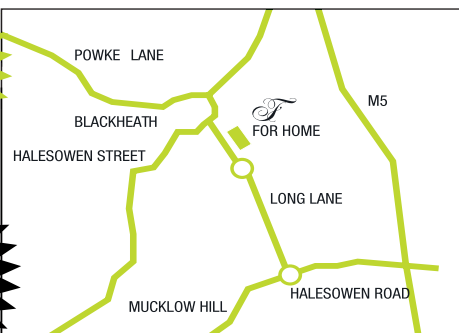 POWKE LANE
M5
BLACKHEATH
F
FOR HOME
HALESOWEN STREET
LONG LANE
HALESOWEN ROAD
MUCKLOW HILL